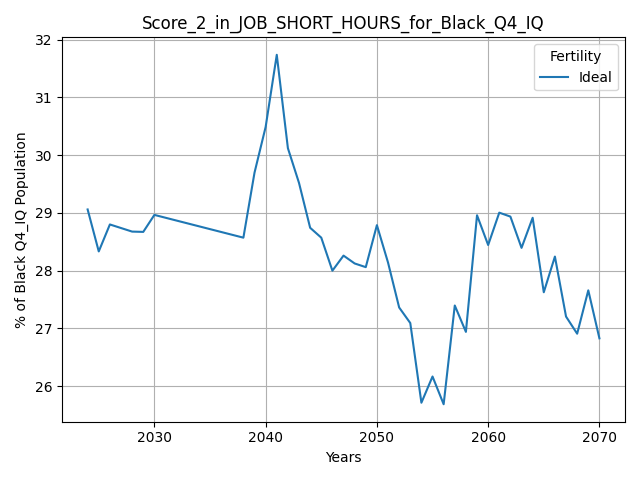 Score_2_in_JOB_SHORT_HOURS_for_Black_Q4_IQ
Fertility
Ideal
% of Black Q4_IQ Population
32
31
30
29
28
27
26
2030
2040
2050
2060
2070
Years